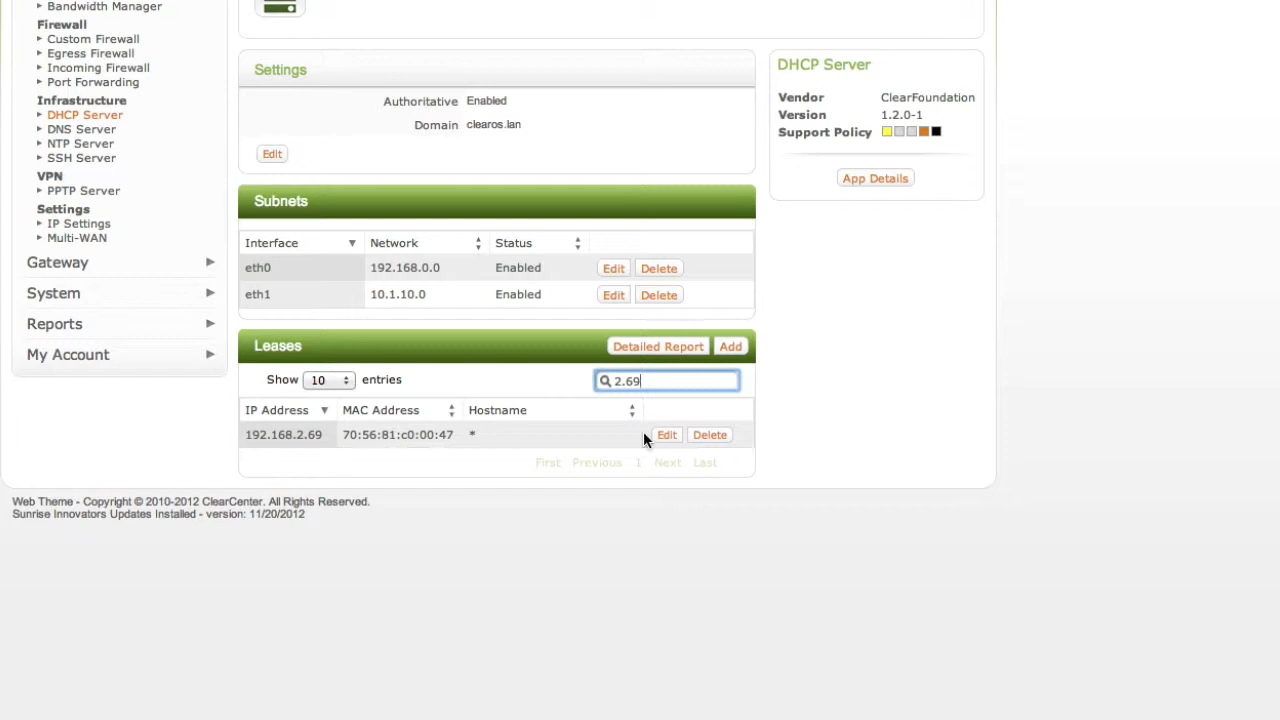 Bandwidth Manager
Firewall
Custom Firewall
Egress Firewall
Incoming Firewall
Port Forwarding
Infrastructure
DHCP Server
DNS Server
NTP Server
SSH Server
VPN
PPTP Server
Settings
IP Settings
Multi-WAN
Gateway
System
Reports
My Account
Settings
Authoritative Enabled
Domain clearos.lan
Edit
Subnets
Interface Network Status
eth0 192.168.0.0 Enabled Edit Delete
eth1 10.1.10.0 Enabled Edit Delete
Leases Detailed Report Add
Show 10 entries 2.69
IP Address MAC Address Hostname
192.168.2.69 70:56:81:c0:00:47 * Edit Delete
First Previous 1 Next Last
DHCP Server
Vendor ClearFoundation
Version 1.2.0-1
Support Policy
App Details
Web Theme - Copyright © 2010-2012 ClearCenter. All Rights Reserved.
Sunrise Innovators Updates Installed - version: 11/20/2012